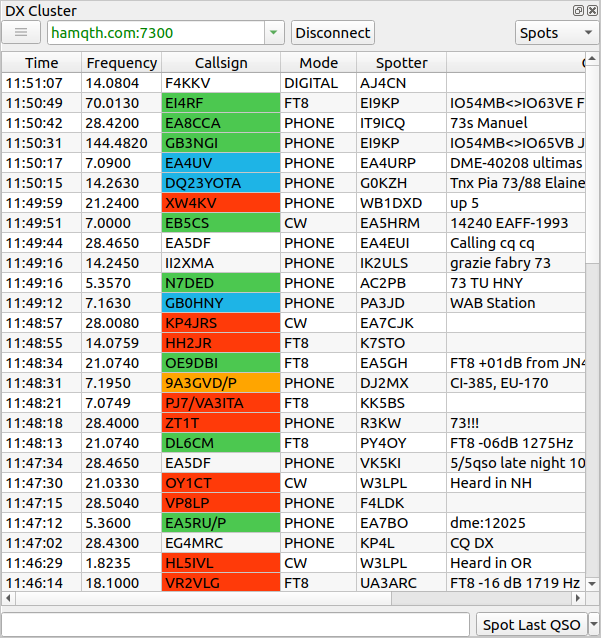 DX Cluster
hamqth.com:7300 Disconnect Spots
Time Frequency Callsign Mode Spotter
11:51:07 14.0804 F4KKV DIGITAL AJ4CN
11:50:49 70.0130 EI4RF FT8 EI9KP IO54MB<>IO63VE F
11:50:42 28.4200 EA8CCA PHONE IT9ICQ 73s Manuel
11:50:31 144.4820 GB3NGI PHONE EI9KP IO54MB<>IO65VB J
11:50:17 7.0900 EA4UV PHONE EA4URP DME-40208 ultimas
11:50:15 14.2630 DQ23YOTA PHONE G0KZH Tnx Pia 73/88 Elaine
11:49:59 21.2400 XW4KV PHONE WB1DXD up 5
11:49:51 7.0000 EB5CS CW EA5HRM 14240 EAFF-1993
11:49:44 28.4650 EA5DF PHONE EA4EUI Calling cq cq
11:49:16 14.2450 II2XMA PHONE IK2ULS grazie fabry 73
11:49:16 5.3570 N7DED PHONE AC2PB 73 TU HNY
11:49:12 7.1630 GB0HNY PHONE PA3JD WAB Station
11:48:57 28.0080 KP4JRS CW EA7CJK
11:48:55 14.0759 HH2JR FT8 K7STO
11:48:34 21.0740 OE9DBI FT8 EA5GH FT8 +01dB from JN4
11:48:31 7.1950 9A3GVD/P PHONE DJ2MX CI-385, EU-170
11:48:21 7.0749 PJ7/VA3ITA FT8 KK5BS
11:48:18 28.4000 ZT1T PHONE R3KW 73!!!
11:48:13 21.0740 DL6CM FT8 PY4OY FT8 -06dB 1275Hz
11:47:34 28.4650 EA5DF PHONE VK5KI 5/5qso late night 10
11:47:30 21.0330 OY1CT CW W3LPL Heard in NH
11:47:15 28.5040 VP8LP PHONE F4LDK
11:47:12 5.3600 EA5RU/P PHONE EA7BO dme:12025
11:47:02 28.4300 EG4MRC PHONE KP4L CQ DX
11:46:29 1.8235 HL5IVL CW W3LPL Heard in OR
11:46:14 18.1000 VR2VLG FT8 UA3ARC FT8 -16 dB 1719 Hz
Spot Last QSO